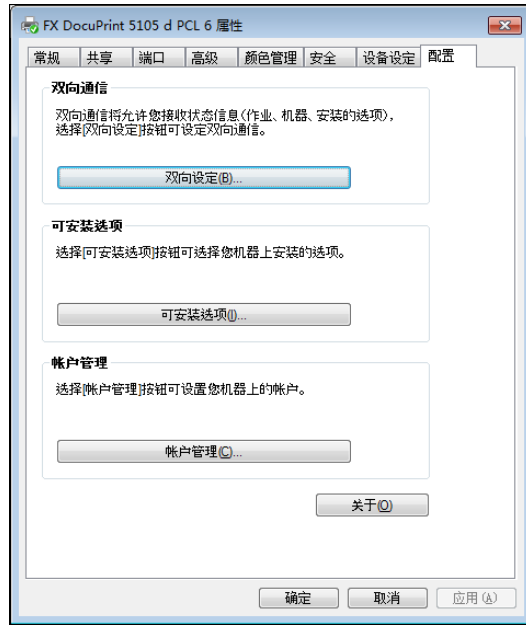 FX DocuPrint 5105 d PCL 6 属性
常规 共享 端口 高级 颜色管理 安全 设备设定 配置
双向通信
双向通信将允许您接收状态信息(作业、机器、安装的选项),
选择[双向设定]按钮可设定双向通信。
双向设定(B)...
可安装选项
选择[可安装选项]按钮可选择您机器上安装的选项。
可安装选项(I)...
帐户管理
选择[帐户管理]按钮可设置您机器上的帐户。
帐户管理(C)...
关于(O)
确定 取消 应用(A)